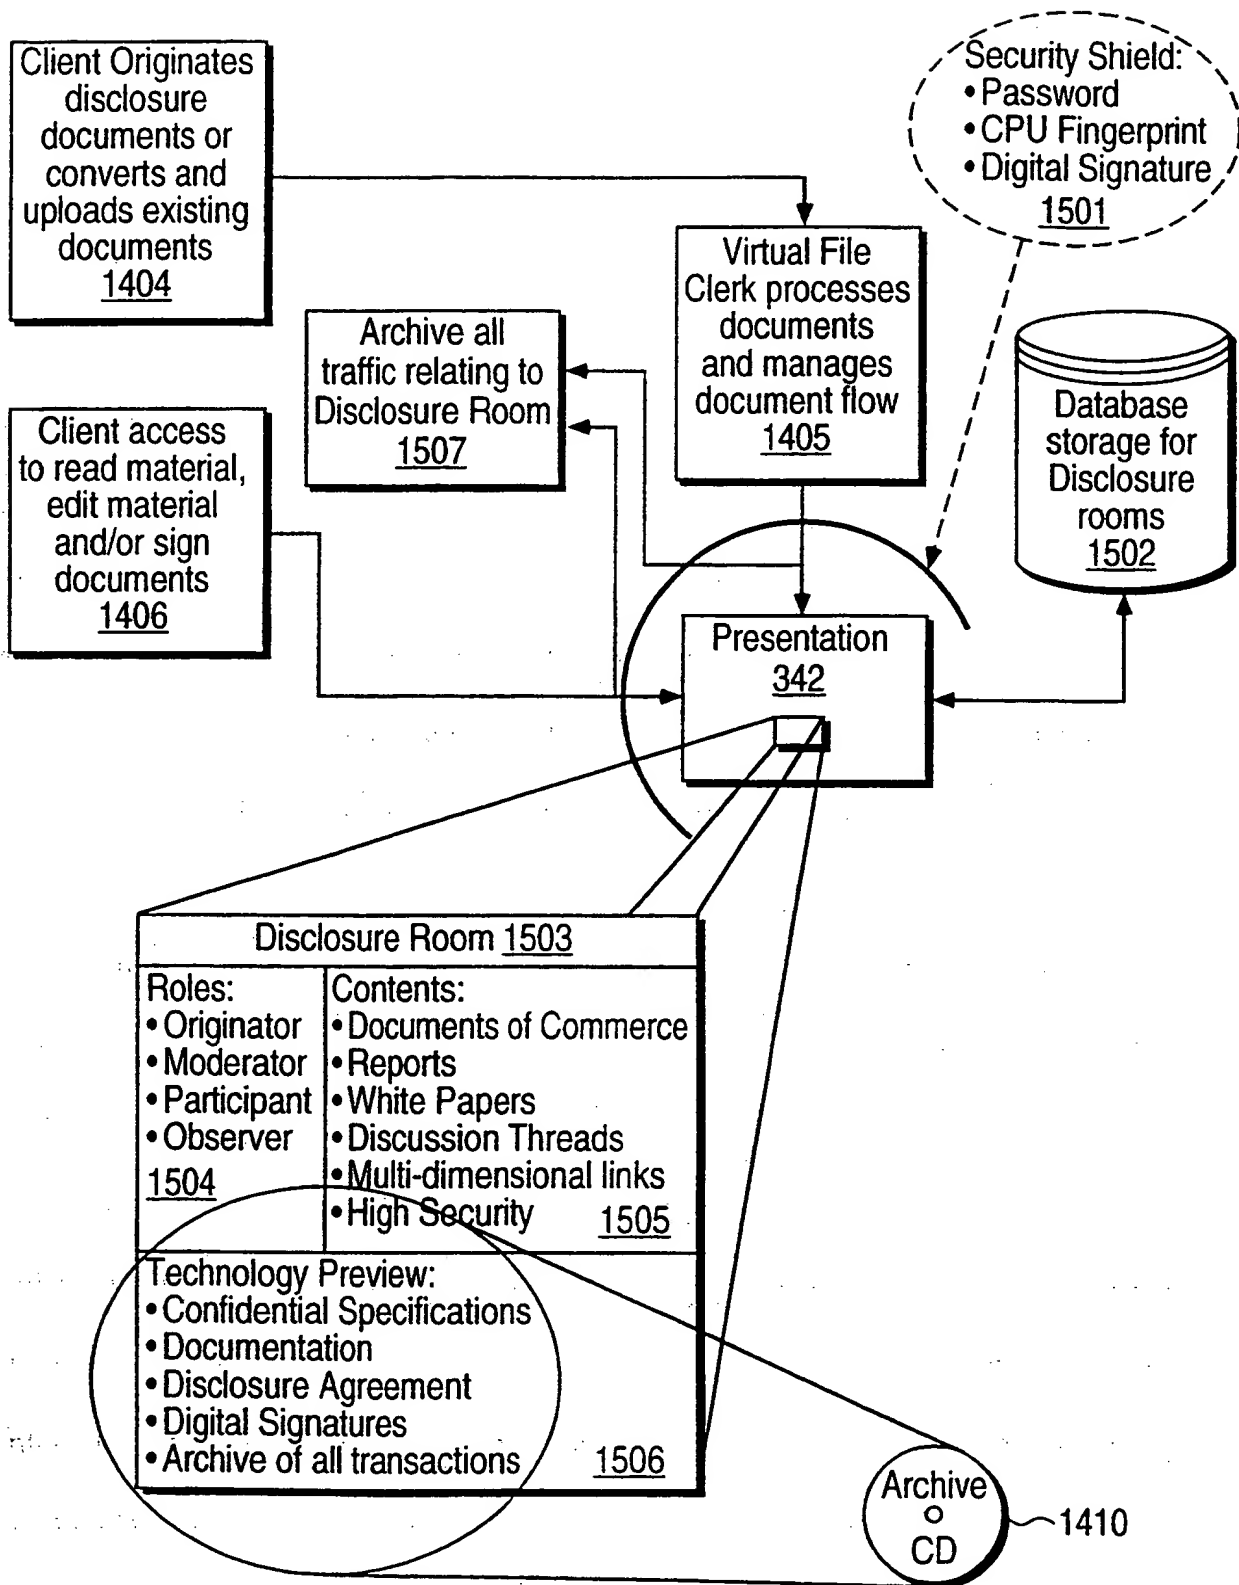 Client Originates
disclosure
documents or
converts and
uploads existing
documents
1404
Security Shield:
• Password
• CPU Fingerprint
• Digital Signature
1501
Virtual File
Clerk processes
documents
and manages
document flow
1405
Archive all
traffic relating to
Disclosure Room
1507
Database
storage for
Disclosure
rooms
1502
Client access
to read material,
edit material
and/or sign
documents
1406
Presentation
342
Disclosure Room 1503
Roles:
• Originator
• Moderator
• Participant
• Observer
1504
Contents:
• Documents of Commerce
• Reports
• White Papers
• Discussion Threads
• Multi-dimensional links
• High Security
1505
Technology Preview:
• Confidential Specifications
• Documentation
• Disclosure Agreement
• Digital Signatures
• Archive of all transactions
1506
Archive
CD
1410